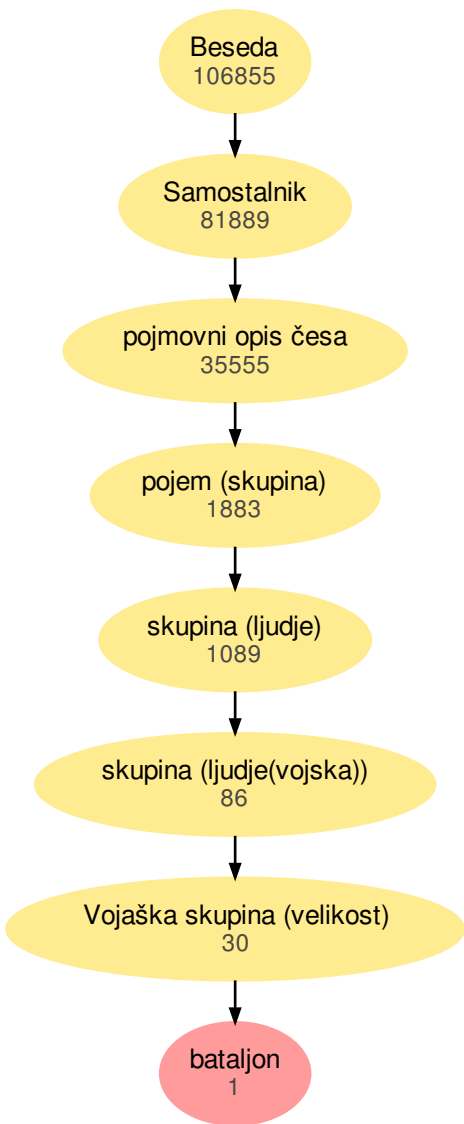 Beseda
106855
Samostalnik
81889
pojmovni opis česa
35555
pojem (skupina)
1883
skupina (ljudje)
1089
skupina (ljudje(vojska))
86
Vojaška skupina (velikost)
30
bataljon
1